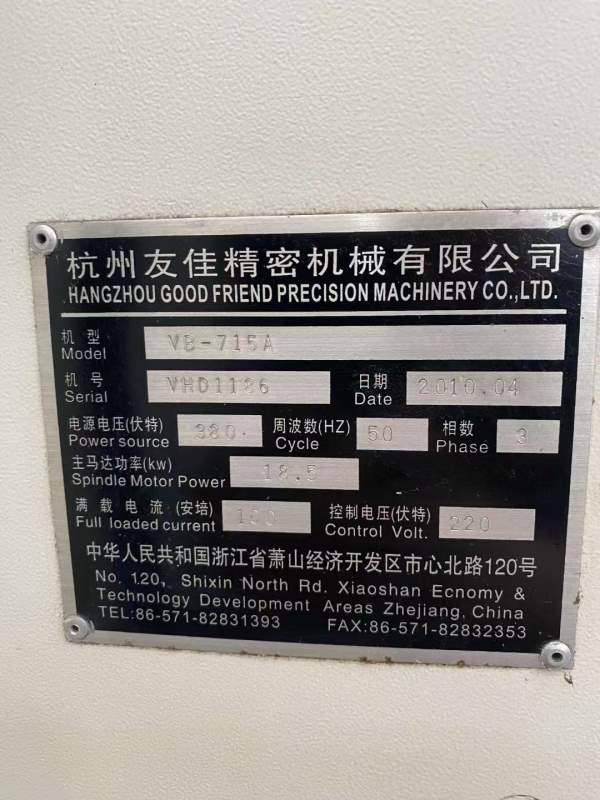 杭州友佳精密机械有限公司
HANGZHOU GOOD FRIEND PRECISION MACHINERY CO.,LTD.
机型 VB-715A
Model
机号 VHD1186 日期 2010.04
Serial Date
电源电压(伏特) 380 周波数(HZ) 50 相数 3
Power source Cycle Phase
主马达功率(kw) 18.5
Spindle Motor Power
满载电流(安培) 100 控制电压(伏特) 220
Full loaded current Control Volt.
中华人民共和国浙江省萧山经济开发区市心北路120号
No. 120, Shixin North Rd. Xiaoshan Ecnomy &
Technology Development Areas Zhejiang, China
TEL:86-571-82831393 FAX:86-571-82832353